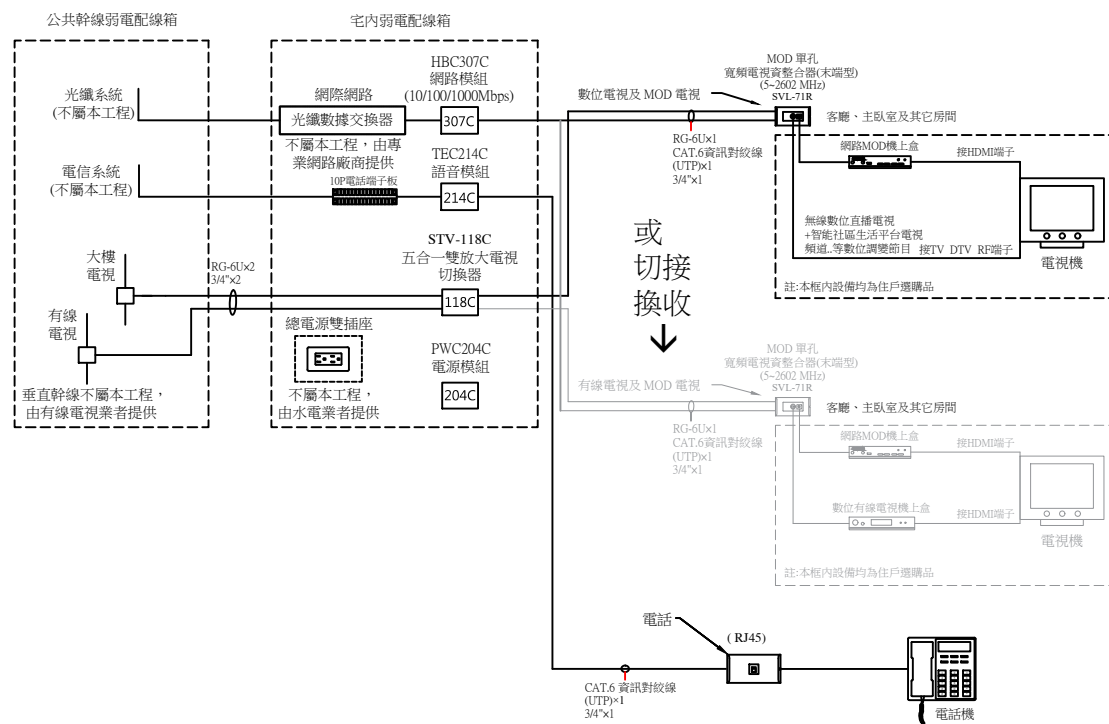 公共幹線弱電配線箱
宅內弱電配線箱
光纖系統
(不屬本工程)
電信系統
(不屬本工程)
大樓
電視
有線
電視
垂直幹線不屬本工程，
由有線電視業者提供
RG-6U×2
3/4"×2
HBC307C
網路模組
(10/100/1000Mbps)
網際網路
光纖數據交換器
307C
不屬本工程，由專
業網路廠商提供
TEC214C
語音模組
10P電話端子板
214C
STV-118C
五合一雙放大電視
切換器
118C
總電源雙插座
不屬本工程，
由水電業者提供
PWC204C
電源模組
204C
數位電視及 MOD 電視
RG-6U×1
CAT.6資訊對絞線
(UTP)×1
3/4"×1
MOD 單孔
寬頻電視資整合器(末端型)
(5~2602 MHz)
SVL-71R
客廳、主臥室及其它房間
網路MOD機上盒
接HDMI端子
無線數位直播電視
+智能社區生活平台電視
頻道..等數位調變節目
接TV DTV RF端子
電視機
註:本框內設備均為住戶選購品
或
切接
換收
有線電視及 MOD 電視
RG-6U×1
CAT.6資訊對絞線
(UTP)×1
3/4"×1
MOD 單孔
寬頻電視資整合器(末端型)
(5~2602 MHz)
SVL-71R
客廳、主臥室及其它房間
網路MOD機上盒
接HDMI端子
數位有線電視機上盒
接HDMI端子
電視機
註:本框內設備均為住戶選購品
電話
( RJ45)
CAT.6 資訊對絞線
(UTP)×1
3/4"×1
電話機